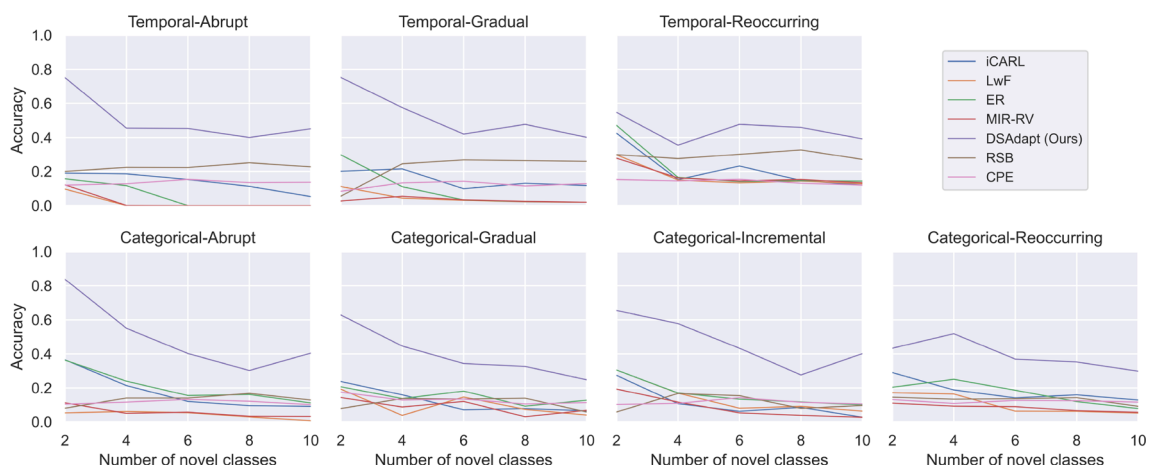 Temporal-Abrupt
Temporal-Gradual
Temporal-Reoccurring
1.0
0.8
0.6
0.4
0.2
0.0
Accuracy
iCARL
LwF
ER
MIR-RV
DSAdapt (Ours)
RSB
CPE
Categorical-Abrupt
Categorical-Gradual
Categorical-Incremental
Categorical-Reoccurring
1.0
0.8
0.6
0.4
0.2
0.0
Accuracy
2 4 6 8 10
2 4 6 8 10
2 4 6 8 10
2 4 6 8 10
Number of novel classes
Number of novel classes
Number of novel classes
Number of novel classes